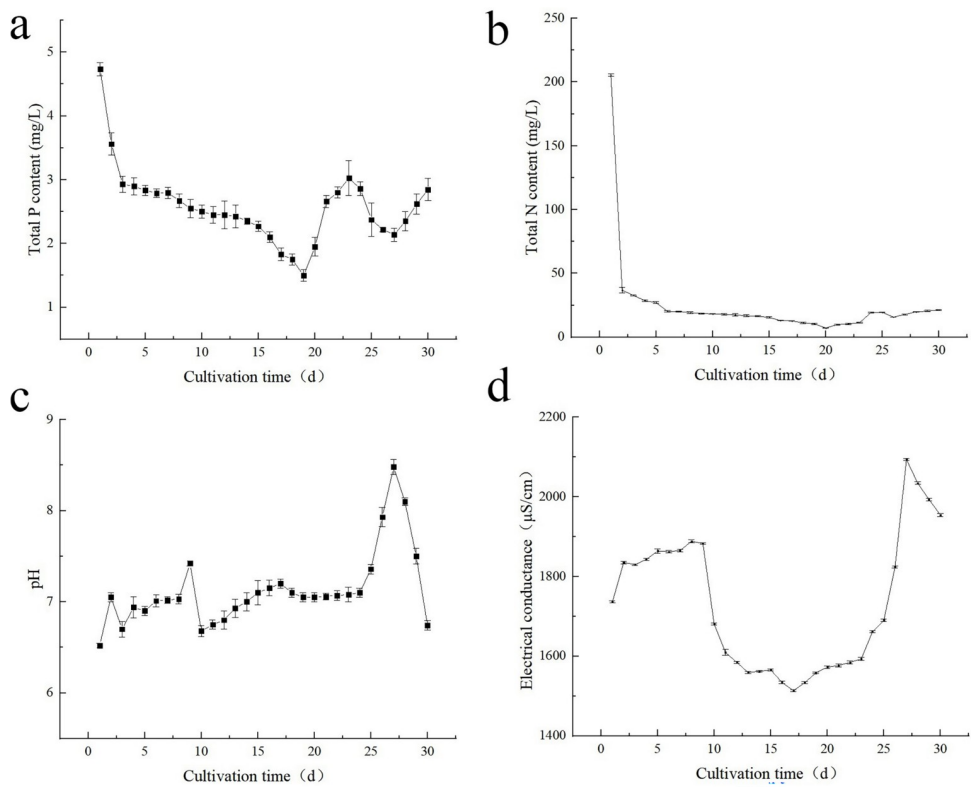 a
5
4
3
2
1
Total P content (mg/L)
0 5 10 15 20 25 30
Cultivation time（d）
b
250
200
150
100
50
0
Total N content (mg/L)
0 5 10 15 20 25 30
Cultivation time（d）
c
9
8
7
6
pH
0 5 10 15 20 25 30
Cultivation time（d）
d
2200
2000
1800
1600
1400
Electrical conductance（μS/cm）
0 5 10 15 20 25 30
Cultivation time（d）